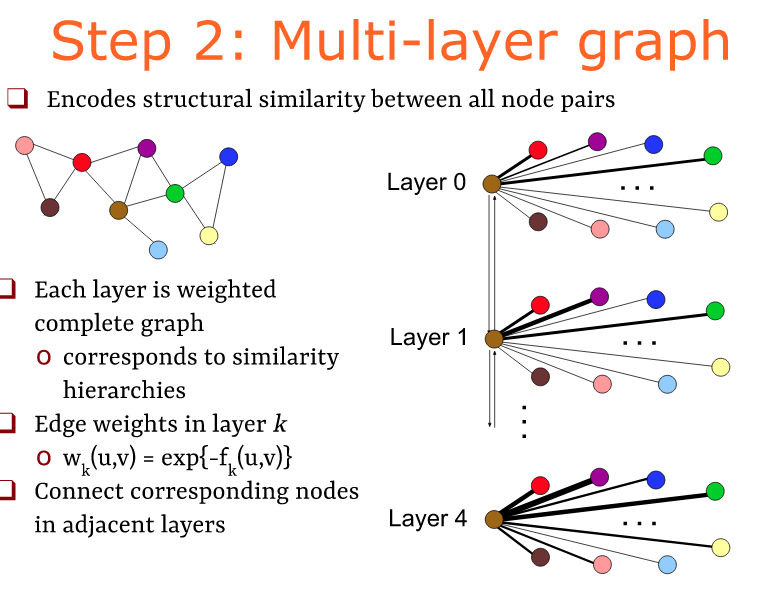 Step 2: Multi-layer graph
❑ Encodes structural similarity between all node pairs
Layer 0
. . .
❑ Each layer is weighted
complete graph
o corresponds to similarity
hierarchies
❑ Edge weights in layer k
o wk(u,v) = exp{-fk(u,v)}
❑ Connect corresponding nodes
in adjacent layers
Layer 1
. . .
Layer 4
. . .